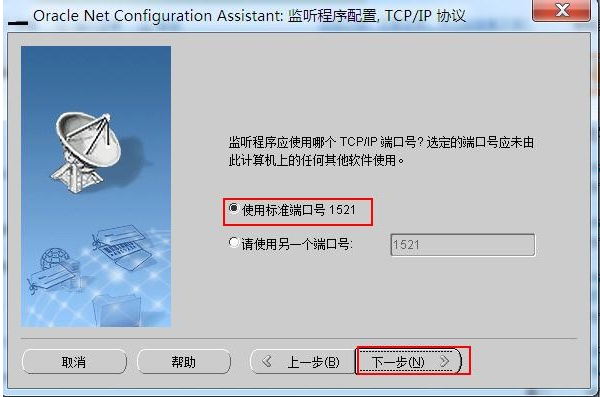 Oracle Net Configuration Assistant: 监听程序配置, TCP/IP 协议
监听程序应使用哪个 TCP/IP 端口号? 选定的端口号应未由
此计算机上的任何其他软件使用。
使用标准端口号 1521
请使用另一个端口号:
1521
取消
帮助
上一步(B)
下一步(N)